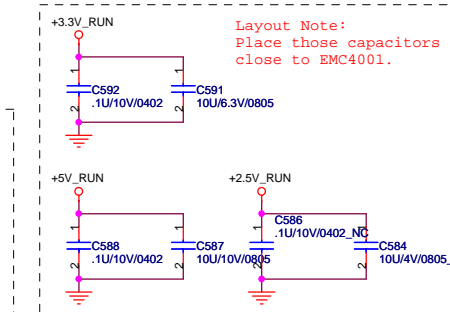 +3.3V_RUN
Layout Note:
Place those capacitors
close to EMC4001.
1
1
C592
C591
.1U/10V/0402
10U/6.3V/0805
2
2
+5V_RUN
+2.5V_RUN
1
1
C586
1
1
.1U/10V/0402_NC
C588
C587
C584
.1U/10V/0402
10U/10V/0805
10U/4V/0805_
2
2
2
2